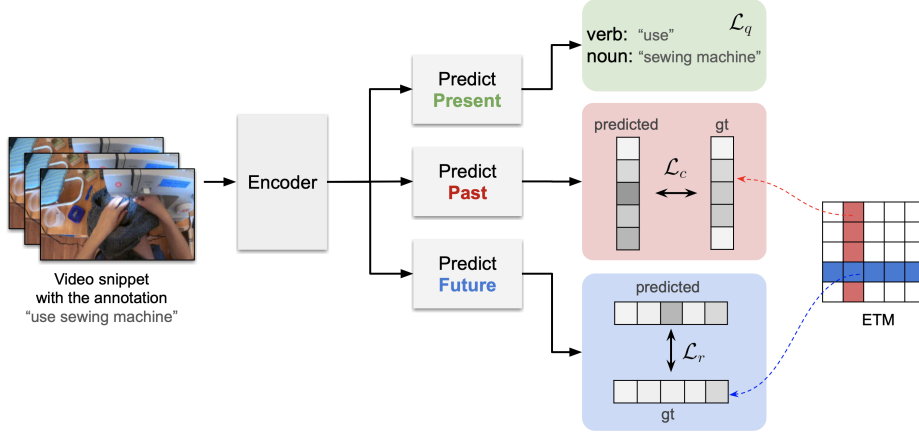 Video snippet
with the annotation
“use sewing machine”
Encoder
Predict
Present
Predict
Past
Predict
Future
verb: “use”
noun: “sewing machine”
ℒq
predicted
gt
ℒc
predicted
ℒr
gt
ETM